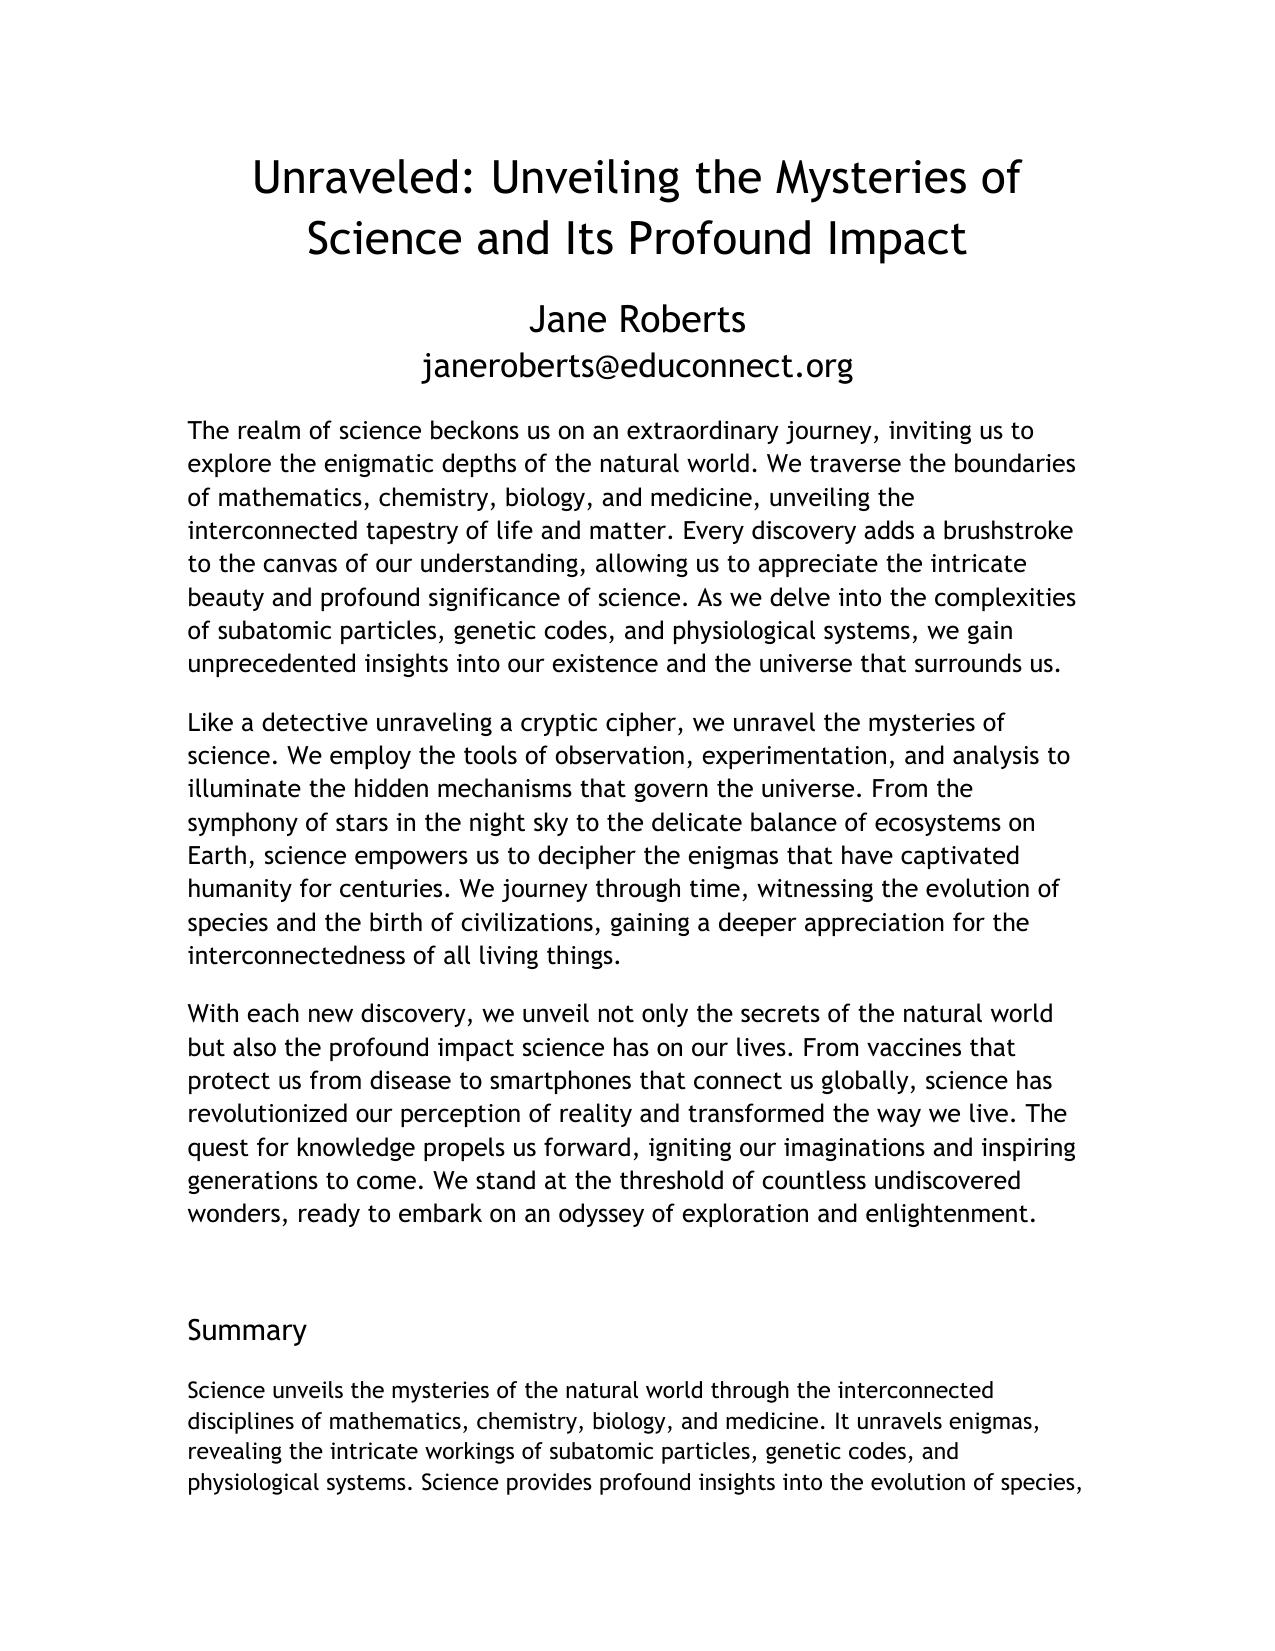 Unraveled: Unveiling the Mysteries of
Science and Its Profound Impact
Jane Roberts
janeroberts@educonnect.org
The realm of science beckons us on an extraordinary journey, inviting us to
explore the enigmatic depths of the natural world. We traverse the boundaries
of mathematics, chemistry, biology, and medicine, unveiling the
interconnected tapestry of life and matter. Every discovery adds a brushstroke
to the canvas of our understanding, allowing us to appreciate the intricate
beauty and profound significance of science. As we delve into the complexities
of subatomic particles, genetic codes, and physiological systems, we gain
unprecedented insights into our existence and the universe that surrounds us.
Like a detective unraveling a cryptic cipher, we unravel the mysteries of
science. We employ the tools of observation, experimentation, and analysis to
illuminate the hidden mechanisms that govern the universe. From the
symphony of stars in the night sky to the delicate balance of ecosystems on
Earth, science empowers us to decipher the enigmas that have captivated
humanity for centuries. We journey through time, witnessing the evolution of
species and the birth of civilizations, gaining a deeper appreciation for the
interconnectedness of all living things.
With each new discovery, we unveil not only the secrets of the natural world
but also the profound impact science has on our lives. From vaccines that
protect us from disease to smartphones that connect us globally, science has
revolutionized our perception of reality and transformed the way we live. The
quest for knowledge propels us forward, igniting our imaginations and inspiring
generations to come. We stand at the threshold of countless undiscovered
wonders, ready to embark on an odyssey of exploration and enlightenment.
Summary
Science unveils the mysteries of the natural world through the interconnected
disciplines of mathematics, chemistry, biology, and medicine. It unravels enigmas,
revealing the intricate workings of subatomic particles, genetic codes, and
physiological systems. Science provides profound insights into the evolution of species,